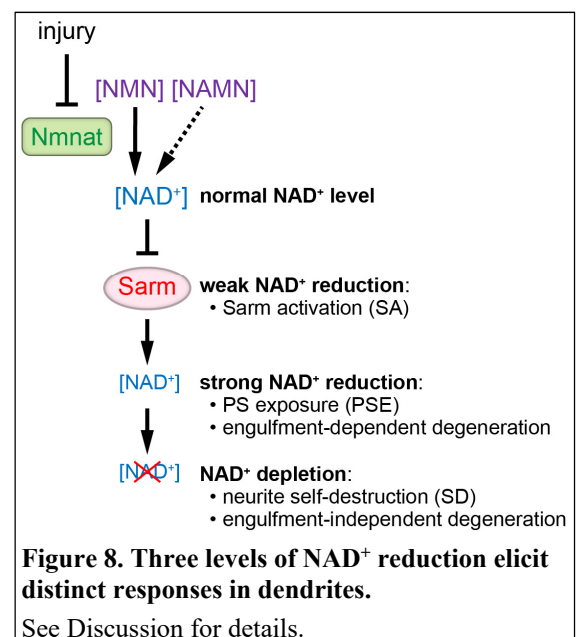 injury
[NMN] [NAMN]
Nmnat
[NAD⁺] normal NAD⁺ level
Sarm
weak NAD⁺ reduction:
• Sarm activation (SA)
[NAD⁺] strong NAD⁺ reduction:
• PS exposure (PSE)
• engulfment-dependent degeneration
[NAD⁺] NAD⁺ depletion:
• neurite self-destruction (SD)
• engulfment-independent degeneration
Figure 8. Three levels of NAD⁺ reduction elicit
distinct responses in dendrites.
See Discussion for details.